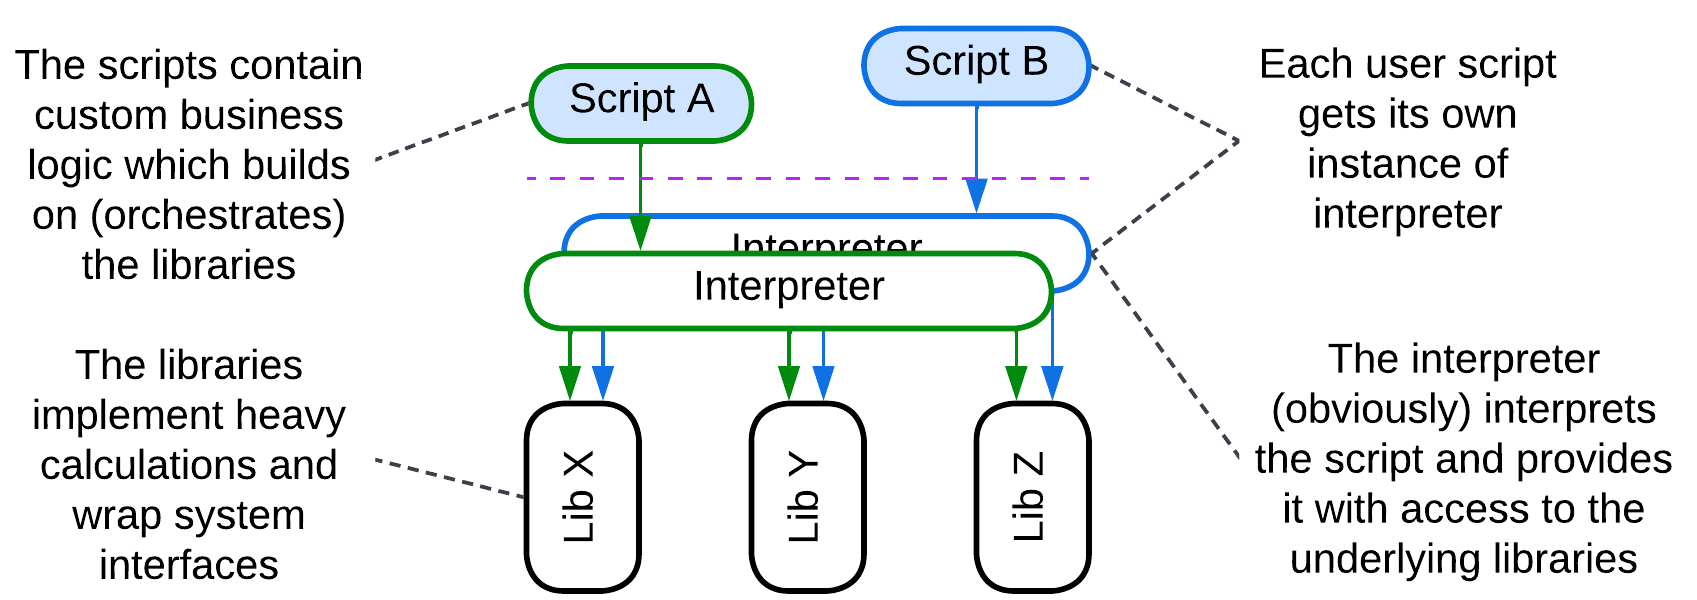 The scripts contain
custom business
logic which builds
on (orchestrates)
the libraries
Script A
Script B
Each user script
gets its own
instance of
interpreter
Interpreter
Interpreter
The libraries
implement heavy
calculations and
wrap system
interfaces
Lib X
Lib Y
Lib Z
The interpreter
(obviously) interprets
the script and provides
it with access to the
underlying libraries